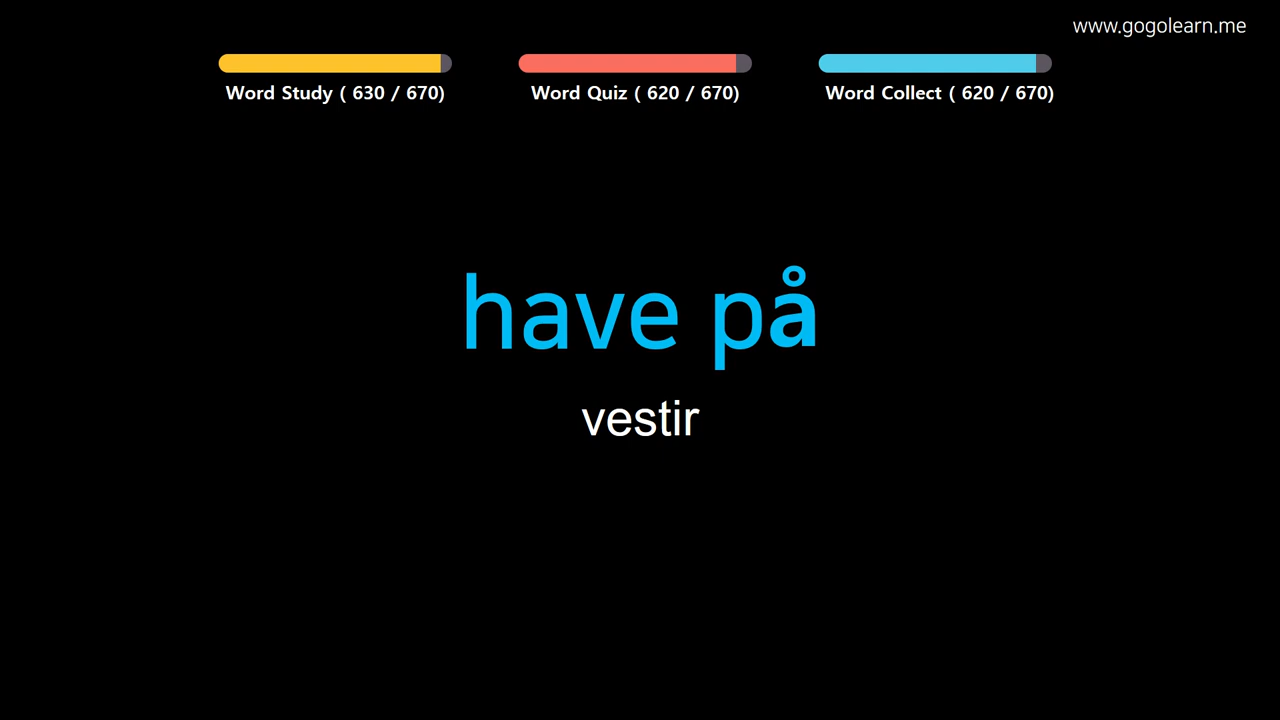 www.gogolearn.me
Word Study ( 630 / 670)
Word Quiz ( 620 / 670)
Word Collect ( 620 / 670)
have på
vestir